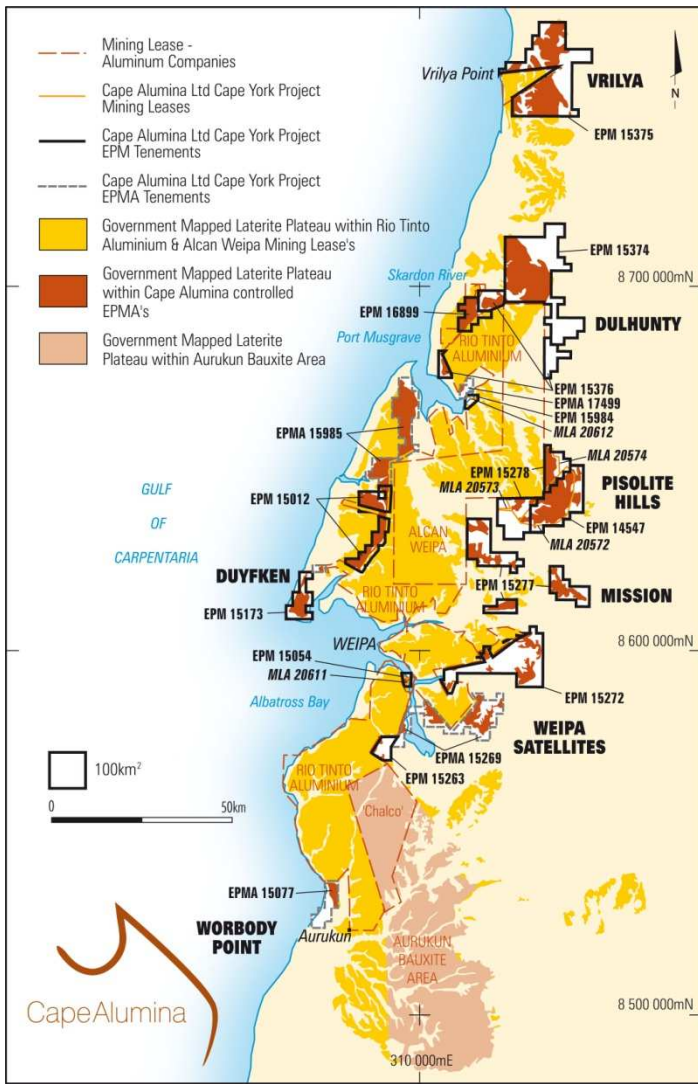 Mining Lease -
Aluminum Companies
Cape Alumina Ltd Cape York Project
Mining Leases
Cape Alumina Ltd Cape York Project
EPM Tenements
Cape Alumina Ltd Cape York Project
EPMA Tenements
Government Mapped Laterite Plateau within Rio Tinto
Aluminium & Alcan Weipa Mining Lease's
Government Mapped Laterite Plateau
within Cape Alumina controlled
EPMA's
Government Mapped Laterite
Plateau within Aurukun Bauxite Area
Vrilya Point
VRILYA
N
EPM 15375
EPM 15374
Skardon River
8 700 000mN
EPM 16899
DULHUNTY
Port Musgrave
RIO TINTO
ALUMINIUM
EPM 15376
EPMA 17499
EPM 15984
MLA 20612
EPMA 15985
MLA 20574
EPM 15278
MLA 20573
PISOLITE
HILLS
EPM 15012
GULF
OF
CARPENTARIA
EPM 14547
MLA 20572
ALCAN
WEIPA
DUYFKEN
EPM 15277
MISSION
RIO TINTO
ALUMINIUM
EPM 15173
WEIPA
8 600 000mN
EPM 15054
MLA 20611
EPM 15272
Albatross Bay
WEIPA
SATELLITES
EPMA 15269
EPM 15263
100km²
RIO TINTO
ALUMINIUM
0
50km
'Chalco'
EPMA 15077
WORBODY
POINT
Aurukun
AURUKUN
BAUXITE
AREA
CapeAlumina
8 500 000mN
310 000mE